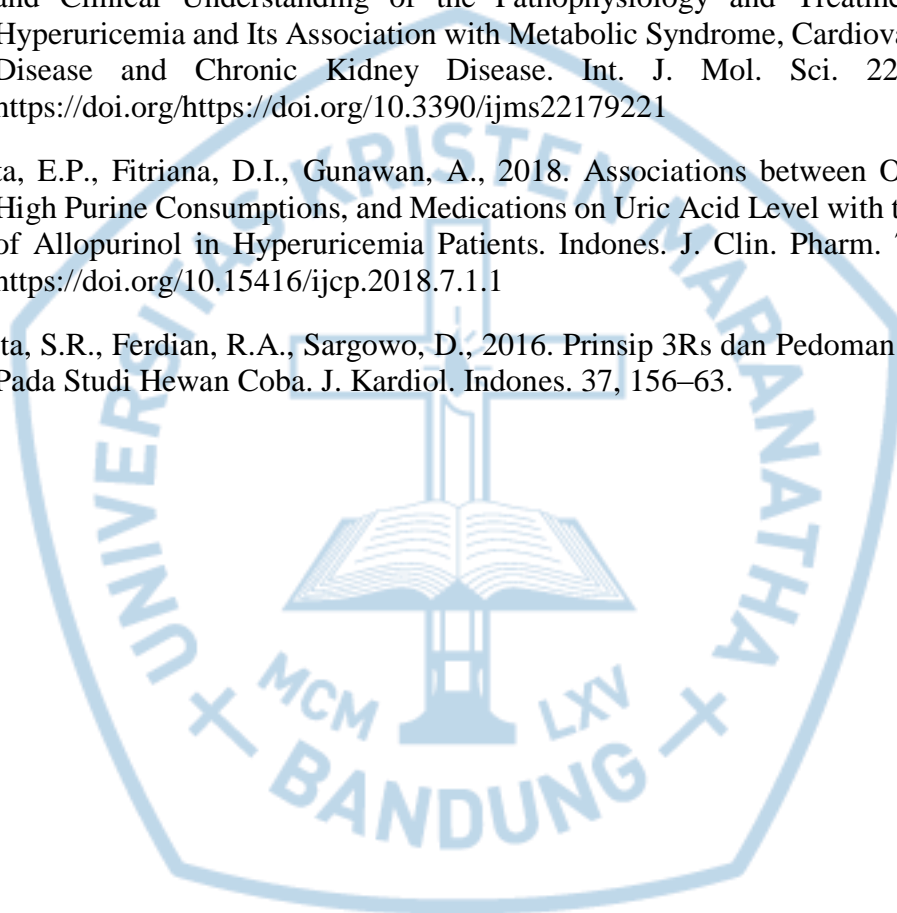 and Clinical Understanding of the Pathophysiology and Treatme
Hyperuricemia and Its Association with Metabolic Syndrome, Cardiova
Disease and Chronic Kidney Disease. Int. J. Mol. Sci. 22
https://doi.org/https://doi.org/10.3390/ijms22179221
ta, E.P., Fitriana, D.I., Gunawan, A., 2018. Associations between O
High Purine Consumptions, and Medications on Uric Acid Level with t
of Allopurinol in Hyperuricemia Patients. Indones. J. Clin. Pharm.
https://doi.org/10.15416/ijcp.2018.7.1.1
ta, S.R., Ferdian, R.A., Sargowo, D., 2016. Prinsip 3Rs dan Pedoman
Pada Studi Hewan Coba. J. Kardiol. Indones. 37, 156–63.
UNIVERSITAS KRISTEN MARANATHA
MCM LXV
BANDUNG